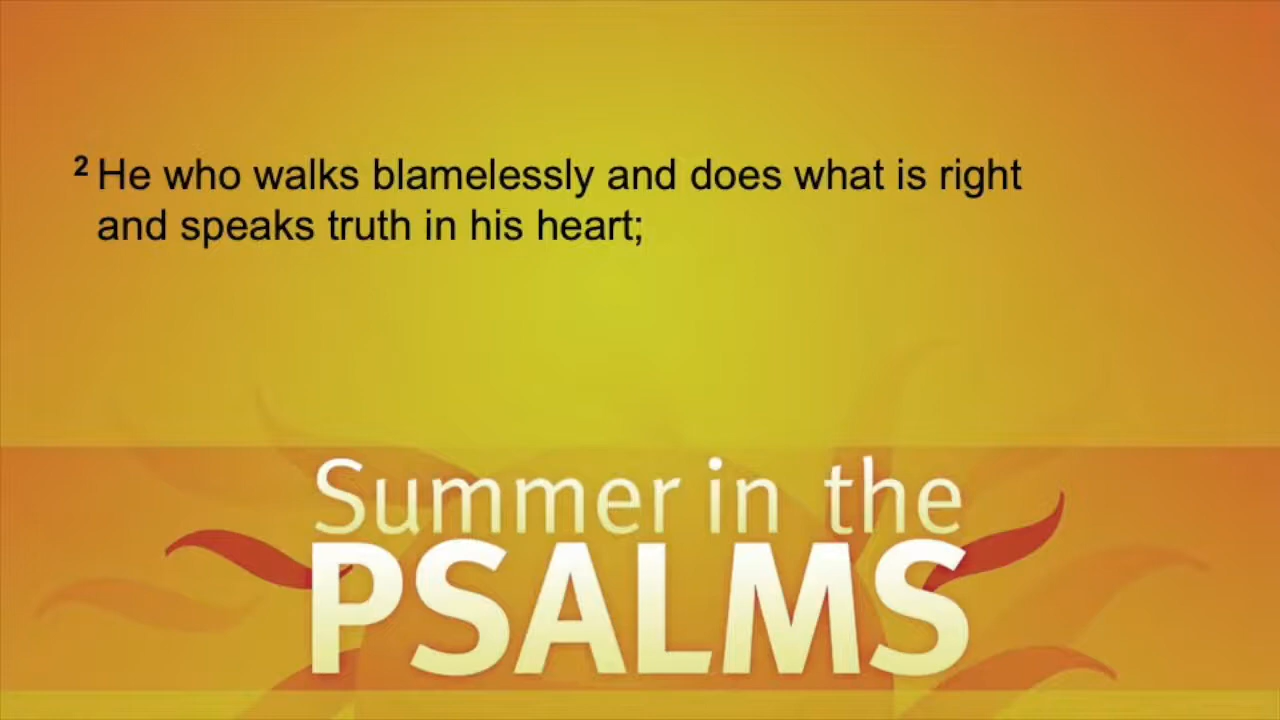 2 He who walks blamelessly and does what is right
and speaks truth in his heart;
Summer in the
PSALMS